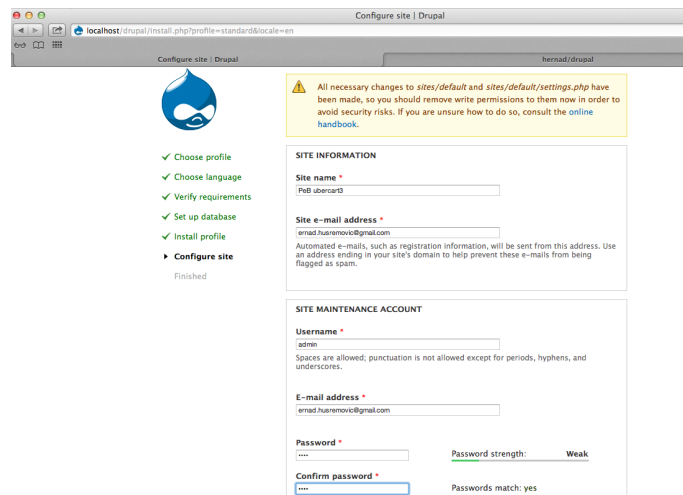 Configure site | Drupal
localhost/drupal/install.php?profile=standard&locale=en
Configure site | Drupal
hernad/drupal
All necessary changes to sites/default and sites/default/settings.php have
been made, so you should remove write permissions to them now in order to
avoid security risks. If you are unsure how to do so, consult the online
handbook.
Choose profile
Choose language
Verify requirements
Set up database
Install profile
Configure site
Finished
SITE INFORMATION
Site name *
PeB ubercart3
Site e-mail address *
ernad.husremovic@gmail.com
Automated e-mails, such as registration information, will be sent from this address. Use
an address ending in your site's domain to help prevent these e-mails from being
flagged as spam.
SITE MAINTENANCE ACCOUNT
Username *
admin
Spaces are allowed; punctuation is not allowed except for periods, hyphens, and
underscores.
E-mail address *
ernad.husremovic@gmail.com
Password *
••••
Password strength: Weak
Confirm password *
••••
Passwords match: yes